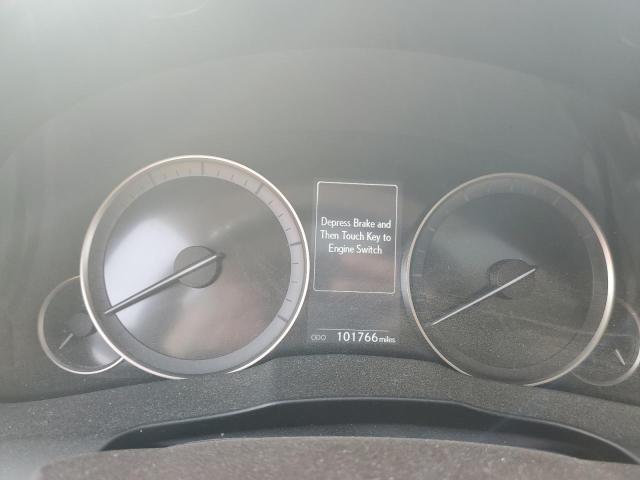 Depress Brake and
Then Touch Key to
Engine Switch
ODO 101766 miles